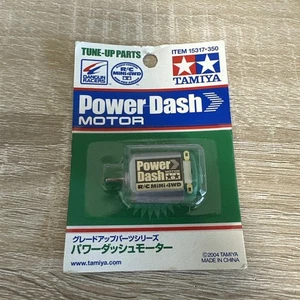 TUNE-UP PARTS
ITEM 15317·350
DANGUN RACERS
R/C MINI 4WD
TAMIYA
Power Dash
MOTOR
Power
Dash
R/C MINI 4WD
グレードアップパーツシリーズ
パワーダッシュモーター
www.tamiya.com
©2004 TAMIYA
MADE IN CHINA